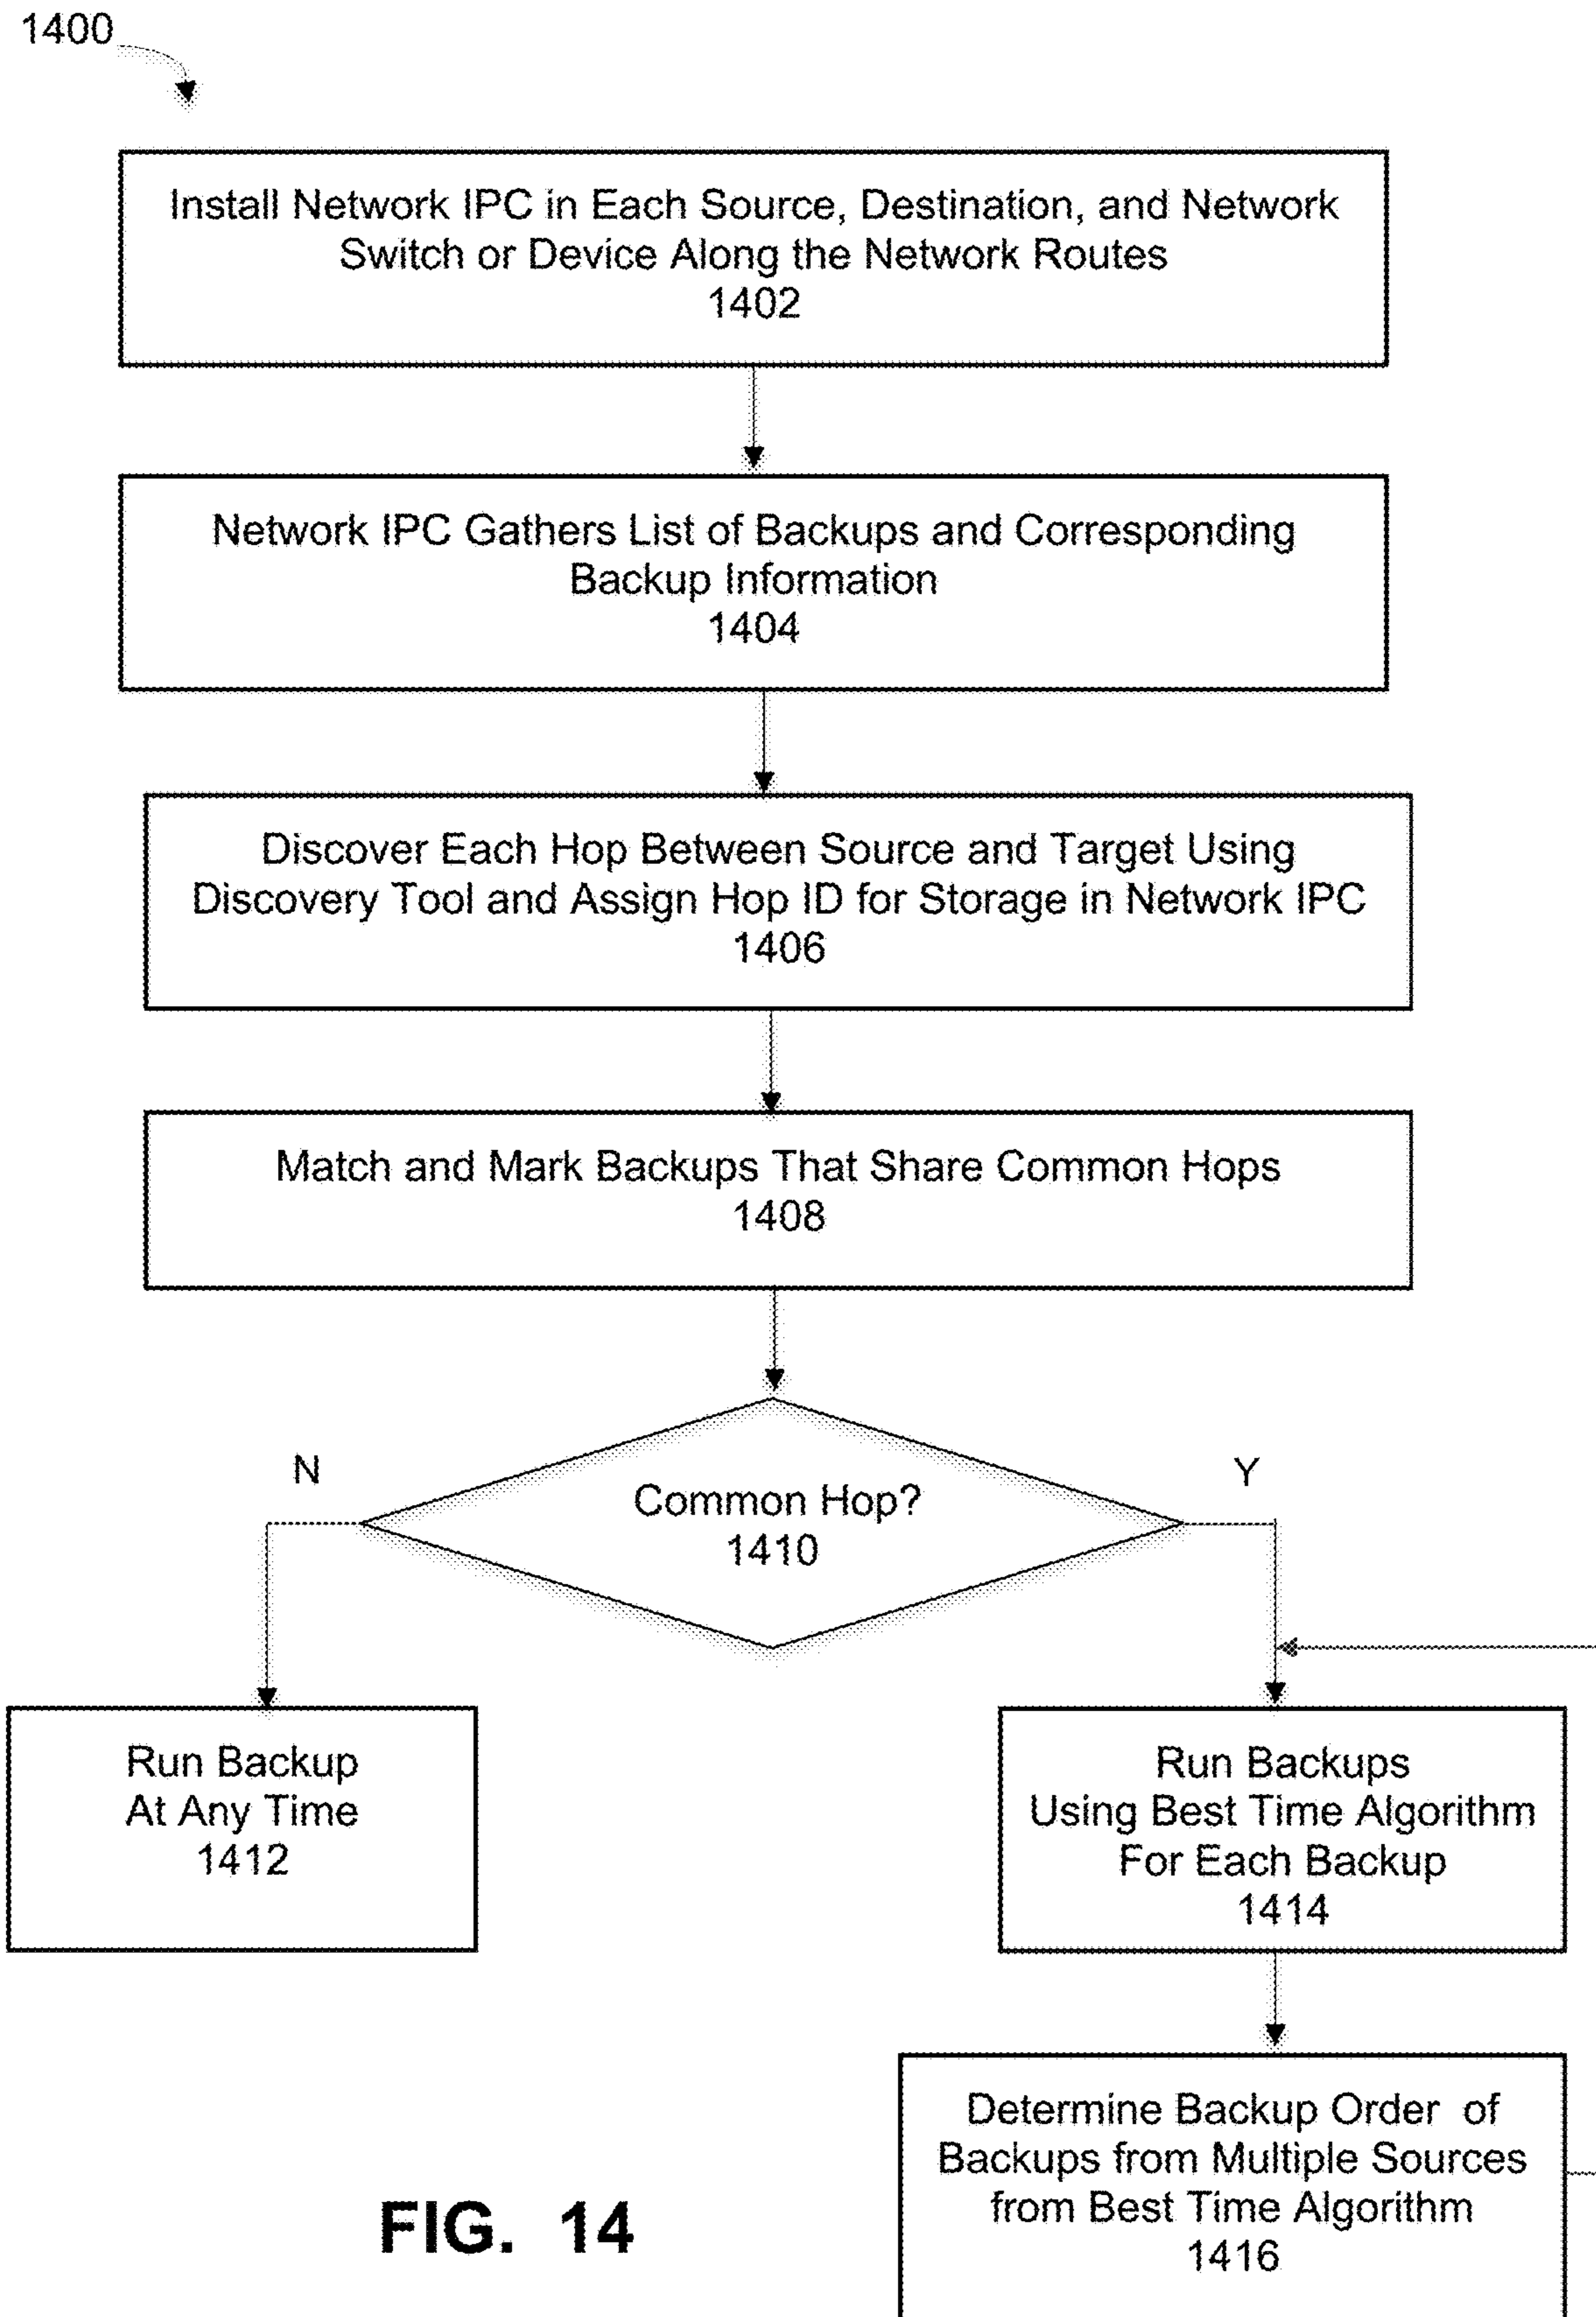 1400
Install Network IPC in Each Source, Destination, and Network
Switch or Device Along the Network Routes
1402
Network IPC Gathers List of Backups and Corresponding
Backup Information
1404
Discover Each Hop Between Source and Target Using
Discovery Tool and Assign Hop ID for Storage in Network IPC
1406
Match and Mark Backups That Share Common Hops
1408
N
Y
Common Hop?
1410
Run Backup
At Any Time
1412
Run Backups
Using Best Time Algorithm
For Each Backup
1414
Determine Backup Order of
Backups from Multiple Sources
from Best Time Algorithm
1416
FIG. 14